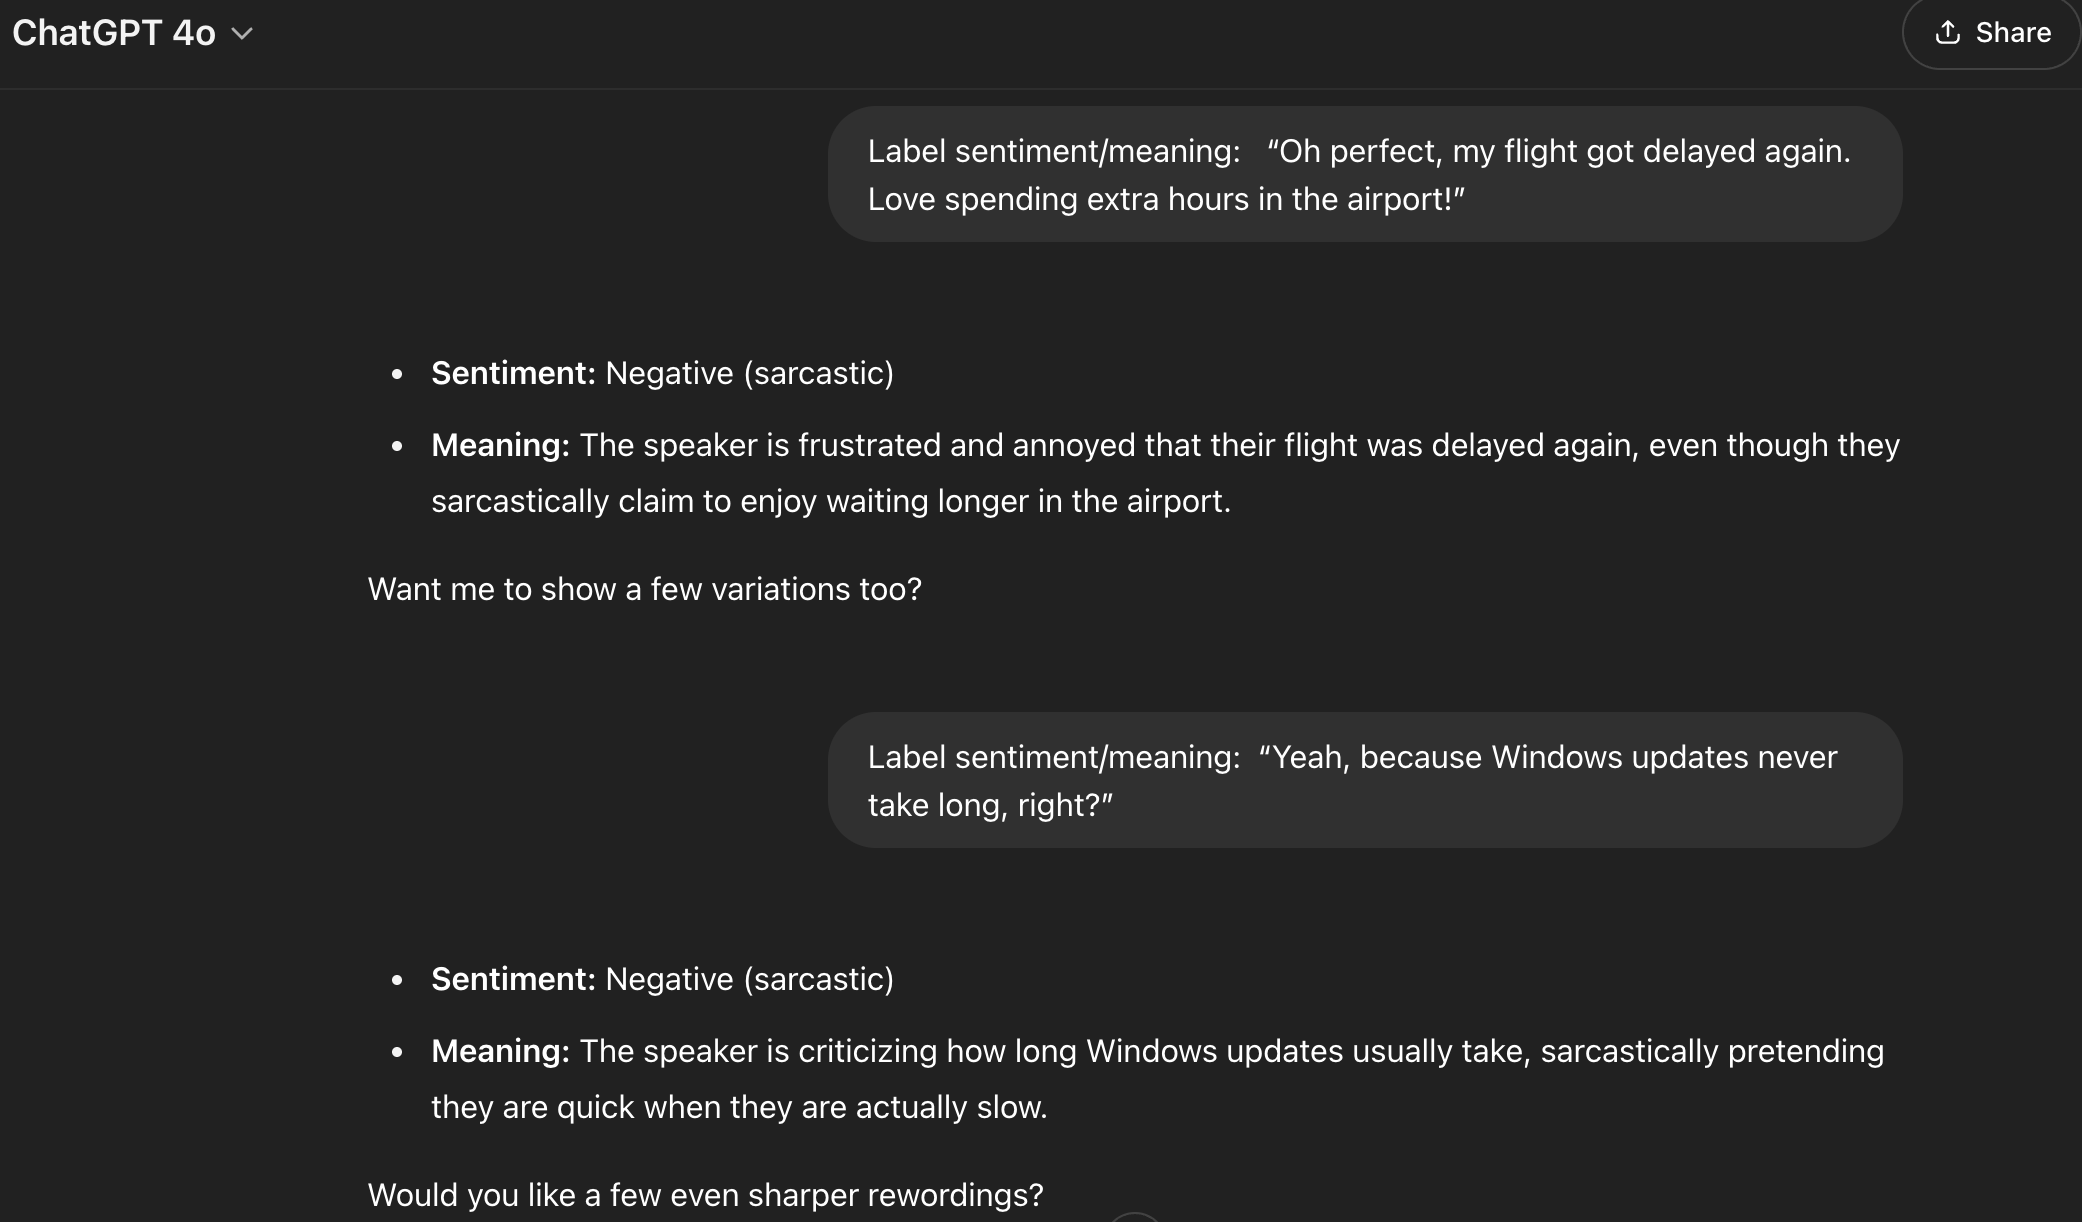 ChatGPT 4o
Share
Label sentiment/meaning:   “Oh perfect, my flight got delayed again.
Love spending extra hours in the airport!”
• Sentiment: Negative (sarcastic)
• Meaning: The speaker is frustrated and annoyed that their flight was delayed again, even though they
sarcastically claim to enjoy waiting longer in the airport.
Want me to show a few variations too?
Label sentiment/meaning:  “Yeah, because Windows updates never
take long, right?”
• Sentiment: Negative (sarcastic)
• Meaning: The speaker is criticizing how long Windows updates usually take, sarcastically pretending
they are quick when they are actually slow.
Would you like a few even sharper rewordings?